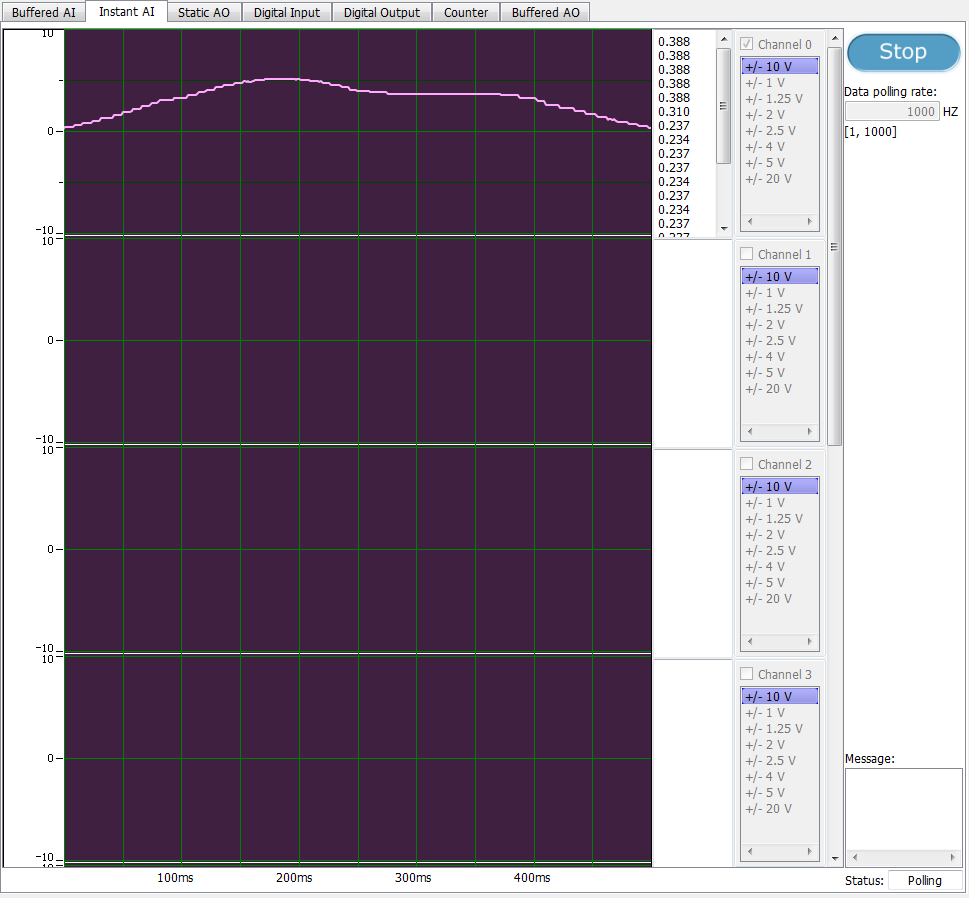 Buffered AI Instant AI Static AO Digital Input Digital Output Counter Buffered AO
10
0
-10
0.388
0.388
0.388
0.388
0.388
0.310
0.237
0.234
0.237
0.237
0.234
0.237
0.234
0.237
0.237
Channel 0
+/- 10 V
+/- 1 V
+/- 1.25 V
+/- 2 V
+/- 2.5 V
+/- 4 V
+/- 5 V
+/- 20 V
Stop
Data polling rate:
1000 HZ
[1, 1000]
10
0
-10
Channel 1
+/- 10 V
+/- 1 V
+/- 1.25 V
+/- 2 V
+/- 2.5 V
+/- 4 V
+/- 5 V
+/- 20 V
10
0
-10
Channel 2
+/- 10 V
+/- 1 V
+/- 1.25 V
+/- 2 V
+/- 2.5 V
+/- 4 V
+/- 5 V
+/- 20 V
10
0
-10
10
Channel 3
+/- 10 V
+/- 1 V
+/- 1.25 V
+/- 2 V
+/- 2.5 V
+/- 4 V
+/- 5 V
+/- 20 V
Message:
100ms 200ms 300ms 400ms
Status: Polling